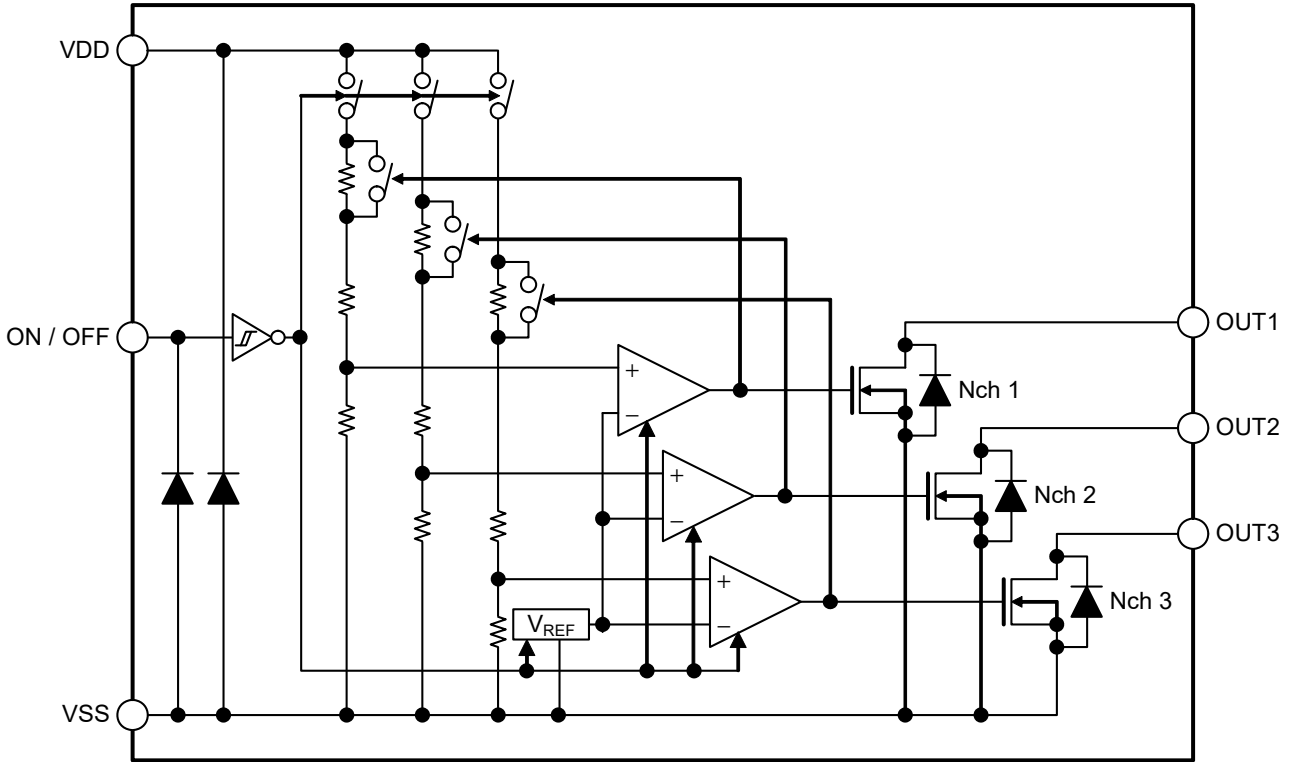 VDD
ON / OFF
+
−
OUT1
Nch 1
OUT2
+
−
Nch 2
OUT3
+
−
Nch 3
VREF
VSS